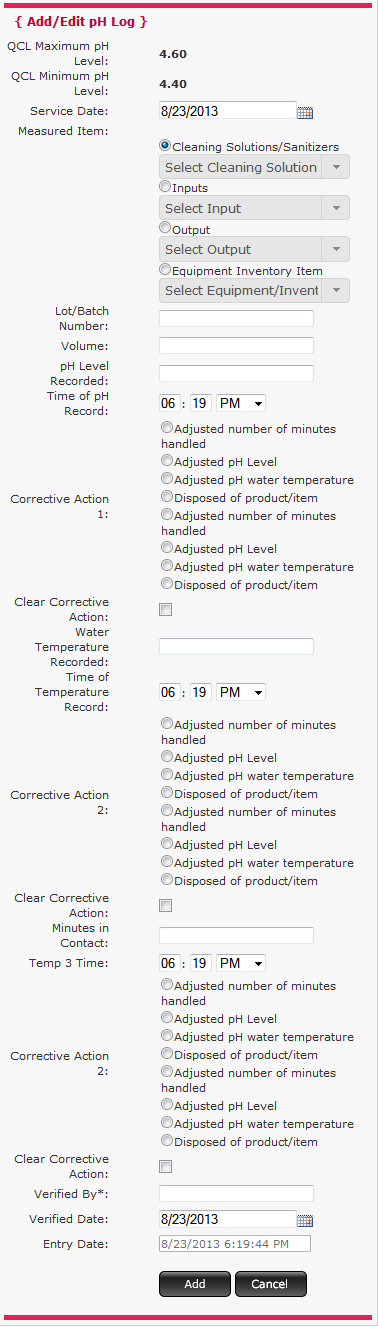 { Add/Edit pH Log }
QCL Maximum pH
Level:
4.60
QCL Minimum pH
Level:
4.40
Service Date:
8/23/2013
Measured Item:
Cleaning Solutions/Sanitizers
Select Cleaning Solution
Inputs
Select Input
Output
Select Output
Equipment Inventory Item
Select Equipment/Invent
Lot/Batch
Number:
Volume:
pH Level
Recorded:
Time of pH
Record:
06 : 19 PM
Corrective Action
1:
Adjusted number of minutes
handled
Adjusted pH Level
Adjusted pH water temperature
Disposed of product/item
Adjusted number of minutes
handled
Adjusted pH Level
Adjusted pH water temperature
Disposed of product/item
Clear Corrective
Action:
Water
Temperature
Recorded:
Time of
Temperature
Record:
06 : 19 PM
Corrective Action
2:
Adjusted number of minutes
handled
Adjusted pH Level
Adjusted pH water temperature
Disposed of product/item
Adjusted number of minutes
handled
Adjusted pH Level
Adjusted pH water temperature
Disposed of product/item
Clear Corrective
Action:
Minutes in
Contact:
Temp 3 Time:
06 : 19 PM
Corrective Action
2:
Adjusted number of minutes
handled
Adjusted pH Level
Adjusted pH water temperature
Disposed of product/item
Adjusted number of minutes
handled
Adjusted pH Level
Adjusted pH water temperature
Disposed of product/item
Clear Corrective
Action:
Verified By*:
Verified Date:
8/23/2013
Entry Date:
8/23/2013 6:19:44 PM
Add Cancel